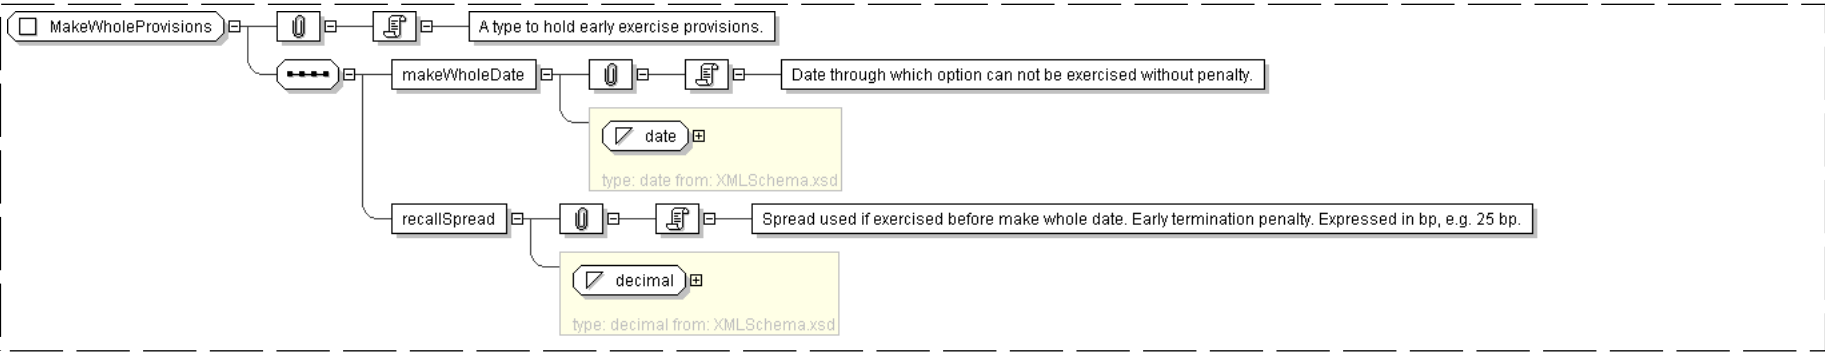 MakeWholeProvisions
A type to hold early exercise provisions.
makeWholeDate
Date through which option can not be exercised without penalty.
date
type: date from: XMLSchema.xsd
recallSpread
Spread used if exercised before make whole date. Early termination penalty. Expressed in bp, e.g. 25 bp.
decimal
type: decimal from: XMLSchema.xsd